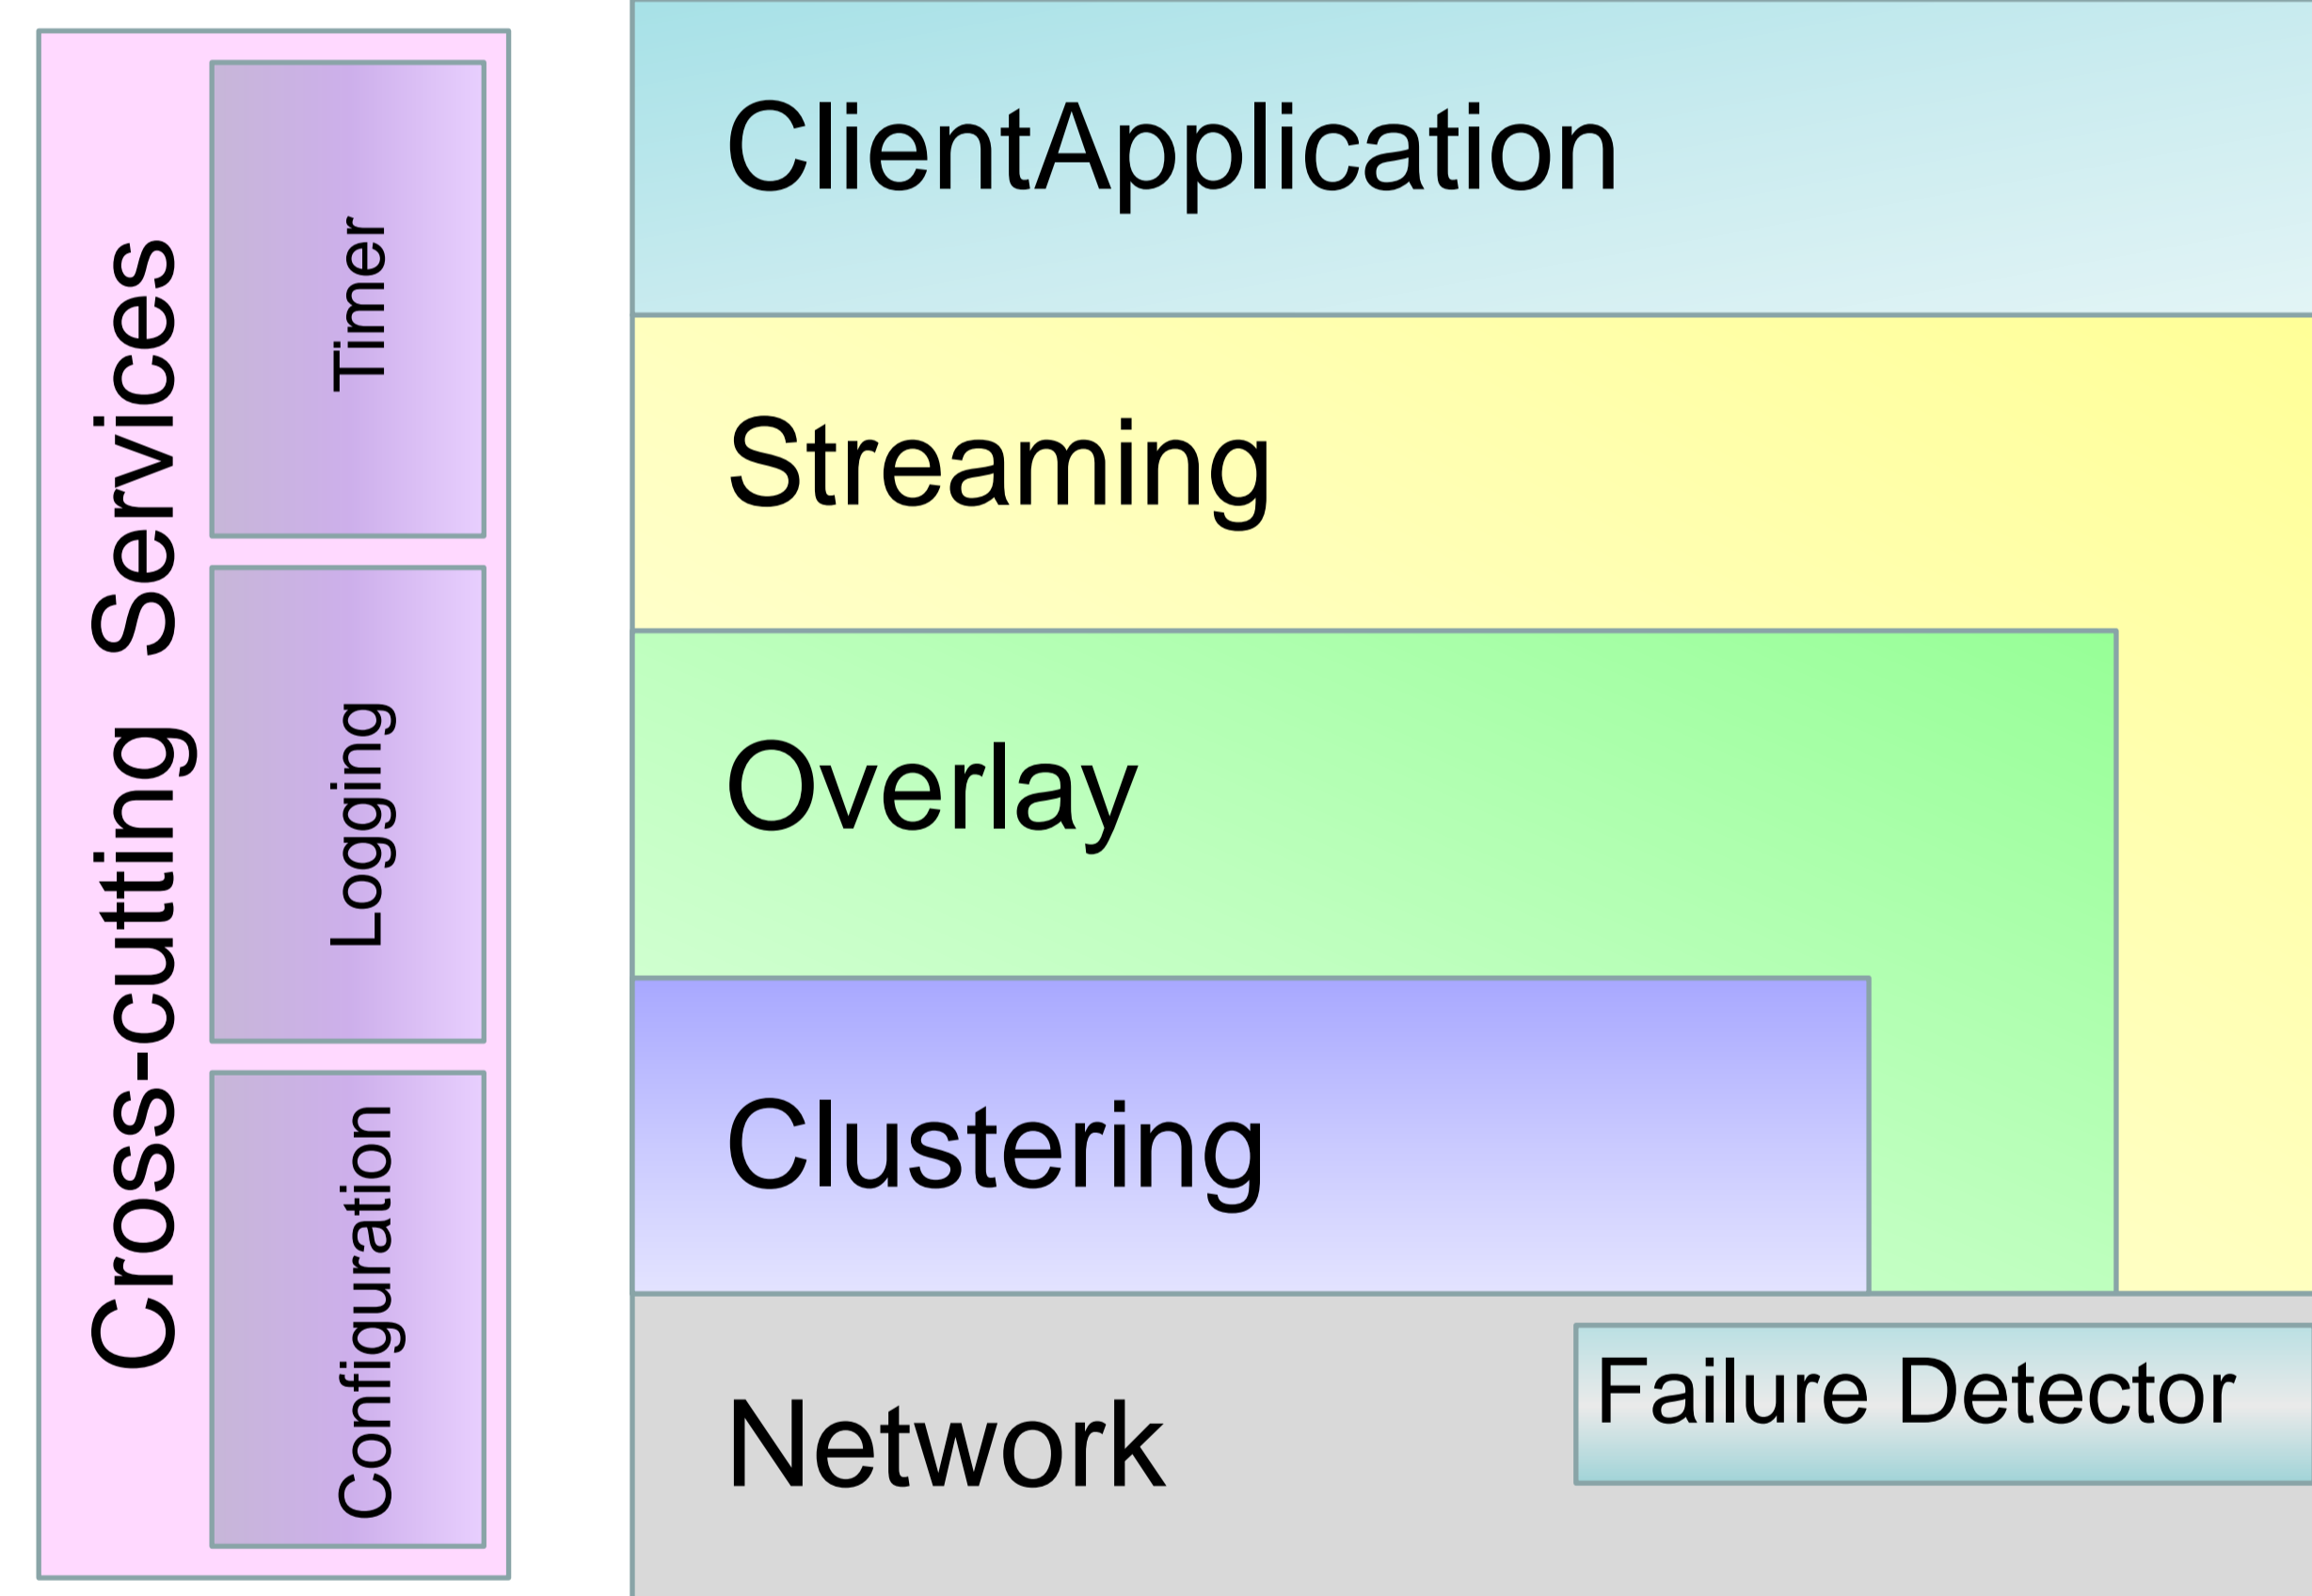 Cross-cutting Services
Timer
Logging
Configuration
ClientApplication
Streaming
Overlay
Clustering
Network
Failure Detector